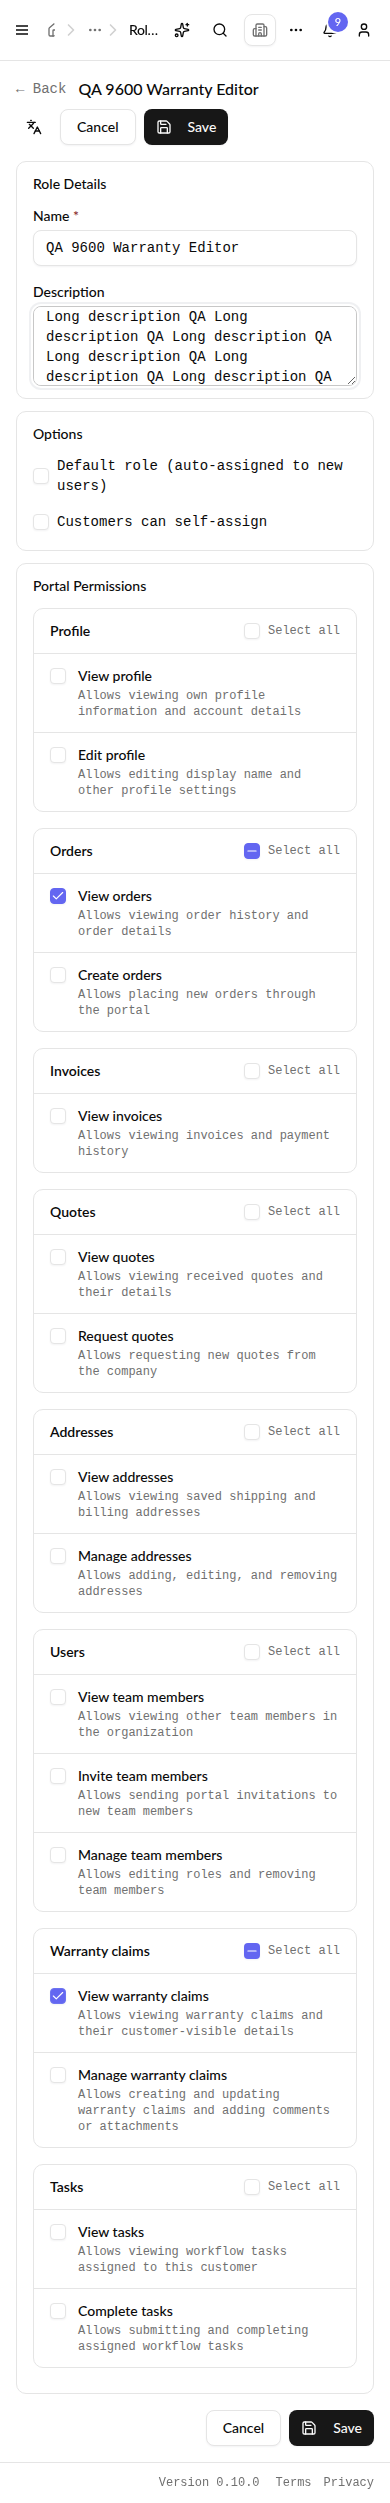 Rol...
9
← Back QA 9600 Warranty Editor
Cancel
Save
Role Details
Name *
QA 9600 Warranty Editor
Description
Long description QA Long
description QA Long description QA
Long description QA Long
description QA Long description QA
Options
Default role (auto-assigned to new
users)
Customers can self-assign
Portal Permissions
Profile
Select all
View profile
Allows viewing own profile
information and account details
Edit profile
Allows editing display name and
other profile settings
Orders
Select all
View orders
Allows viewing order history and
order details
Create orders
Allows placing new orders through
the portal
Invoices
Select all
View invoices
Allows viewing invoices and payment
history
Quotes
Select all
View quotes
Allows viewing received quotes and
their details
Request quotes
Allows requesting new quotes from
the company
Addresses
Select all
View addresses
Allows viewing saved shipping and
billing addresses
Manage addresses
Allows adding, editing, and removing
addresses
Users
Select all
View team members
Allows viewing other team members in
the organization
Invite team members
Allows sending portal invitations to
new team members
Manage team members
Allows editing roles and removing
team members
Warranty claims
Select all
View warranty claims
Allows viewing warranty claims and
their customer-visible details
Manage warranty claims
Allows creating and updating
warranty claims and adding comments
or attachments
Tasks
Select all
View tasks
Allows viewing workflow tasks
assigned to this customer
Complete tasks
Allows submitting and completing
assigned workflow tasks
Cancel
Save
Version 0.10.0 Terms Privacy